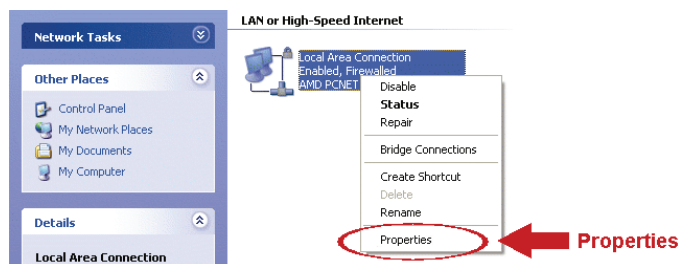 LAN or High-Speed Internet
Network Tasks
Other Places
Control Panel
My Network Places
My Documents
My Computer
Details
Local Area Connection
Local Area Connection
Enabled, Firewalled
AMD PCNET
Disable
Status
Repair
Bridge Connections
Create Shortcut
Delete
Rename
Properties
Properties